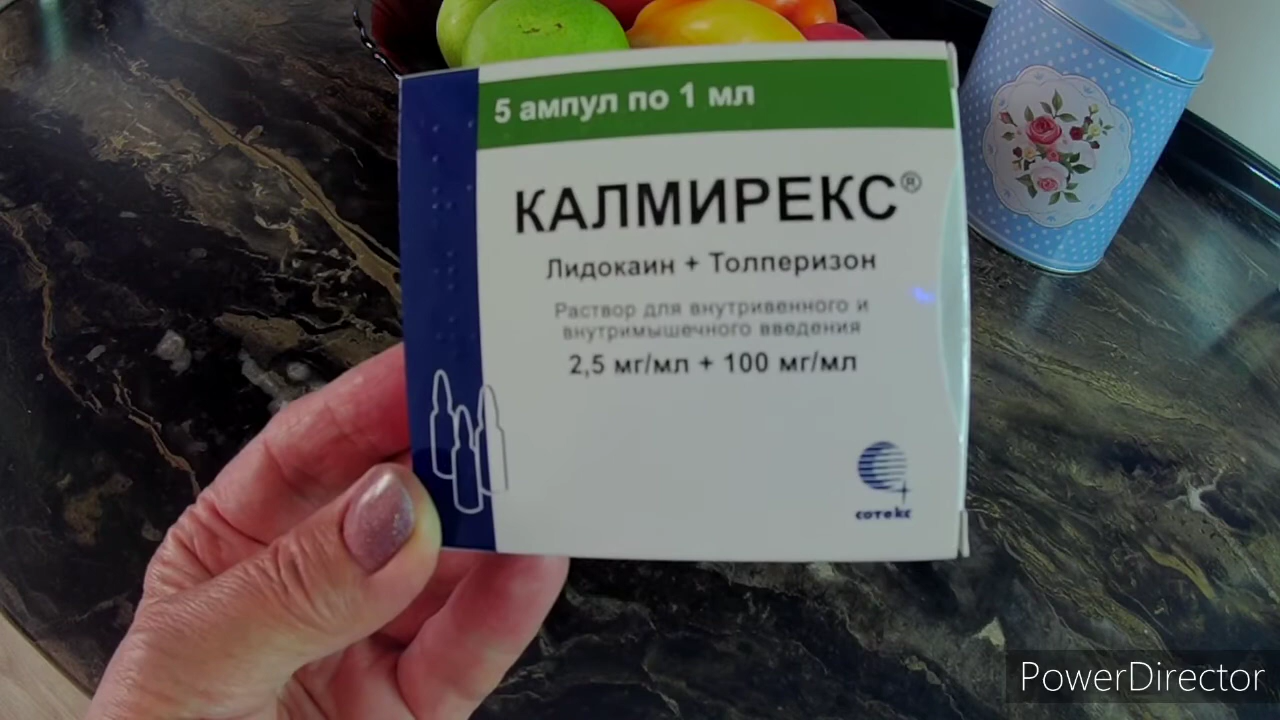 5 ампул по 1 мл
КАЛМИРЕКС®
Лидокаин + Толперизон
Раствор для внутривенного и
внутримышечного введения
2,5 мг/мл + 100 мг/мл
сотекс
PowerDirector